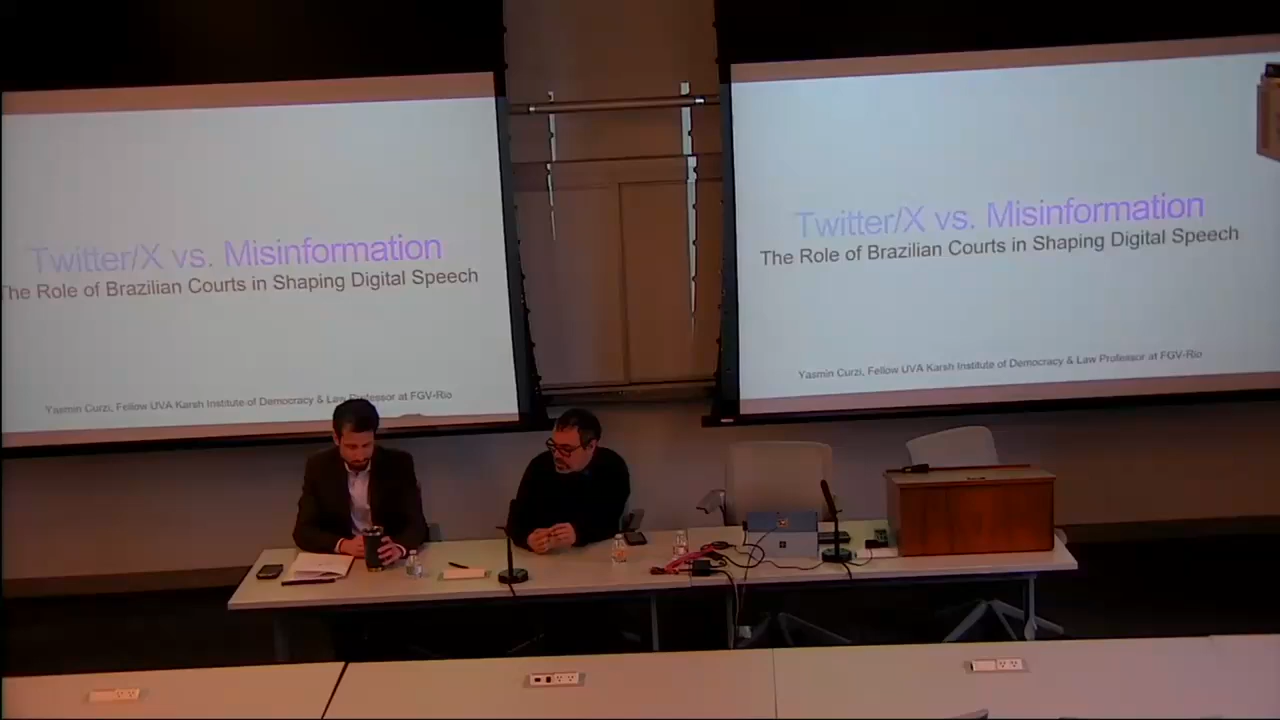 Twitter/X vs. Misinformation
The Role of Brazilian Courts in Shaping Digital Speech
Yasmin Curzi, Fellow UVA Karsh Institute of Democracy & Law Professor at FGV-Rio
Twitter/X vs. Misinformation
The Role of Brazilian Courts in Shaping Digital Speech
Yasmin Curzi, Fellow UVA Karsh Institute of Democracy & Law Professor at FGV-Rio